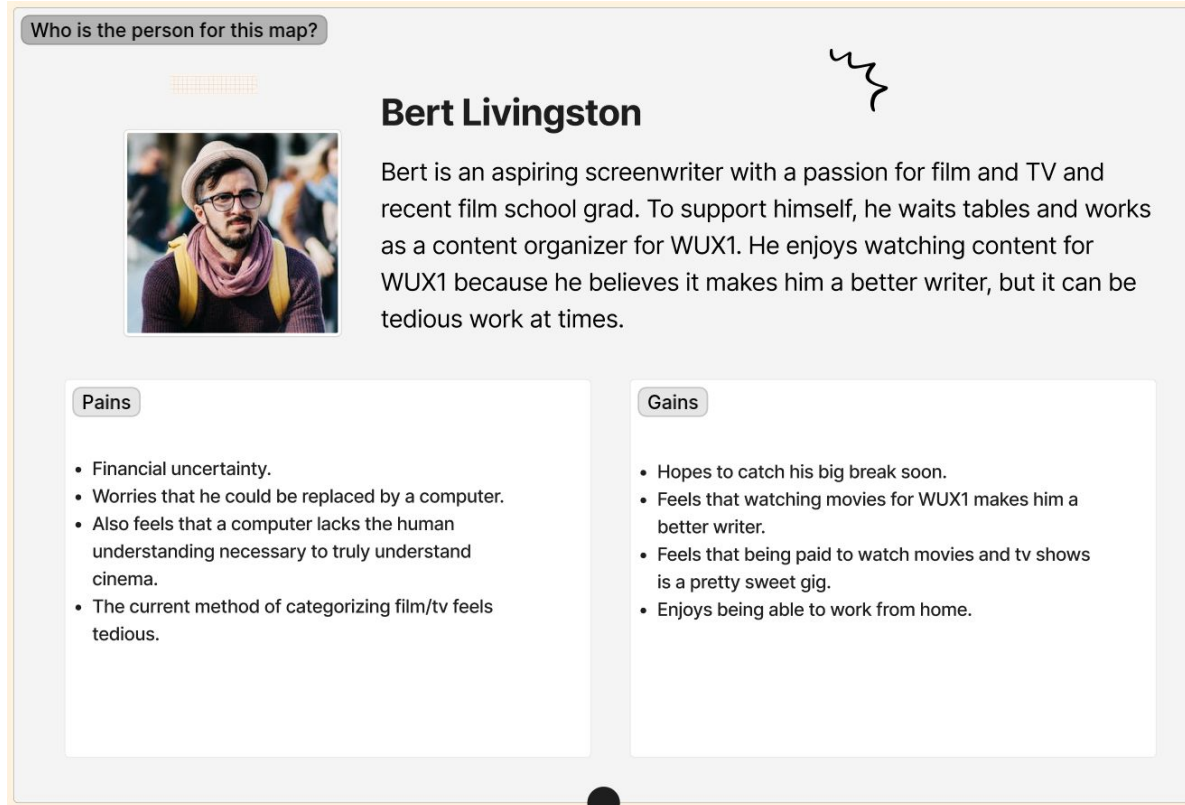 Who is the person for this map?
Bert Livingston
Bert is an aspiring screenwriter with a passion for film and TV and
recent film school grad. To support himself, he waits tables and works
as a content organizer for WUX1. He enjoys watching content for
WUX1 because he believes it makes him a better writer, but it can be
tedious work at times.
Pains
• Financial uncertainty.
• Worries that he could be replaced by a computer.
• Also feels that a computer lacks the human
understanding necessary to truly understand
cinema.
• The current method of categorizing film/tv feels
tedious.
Gains
• Hopes to catch his big break soon.
• Feels that watching movies for WUX1 makes him a
better writer.
• Feels that being paid to watch movies and tv shows
is a pretty sweet gig.
• Enjoys being able to work from home.